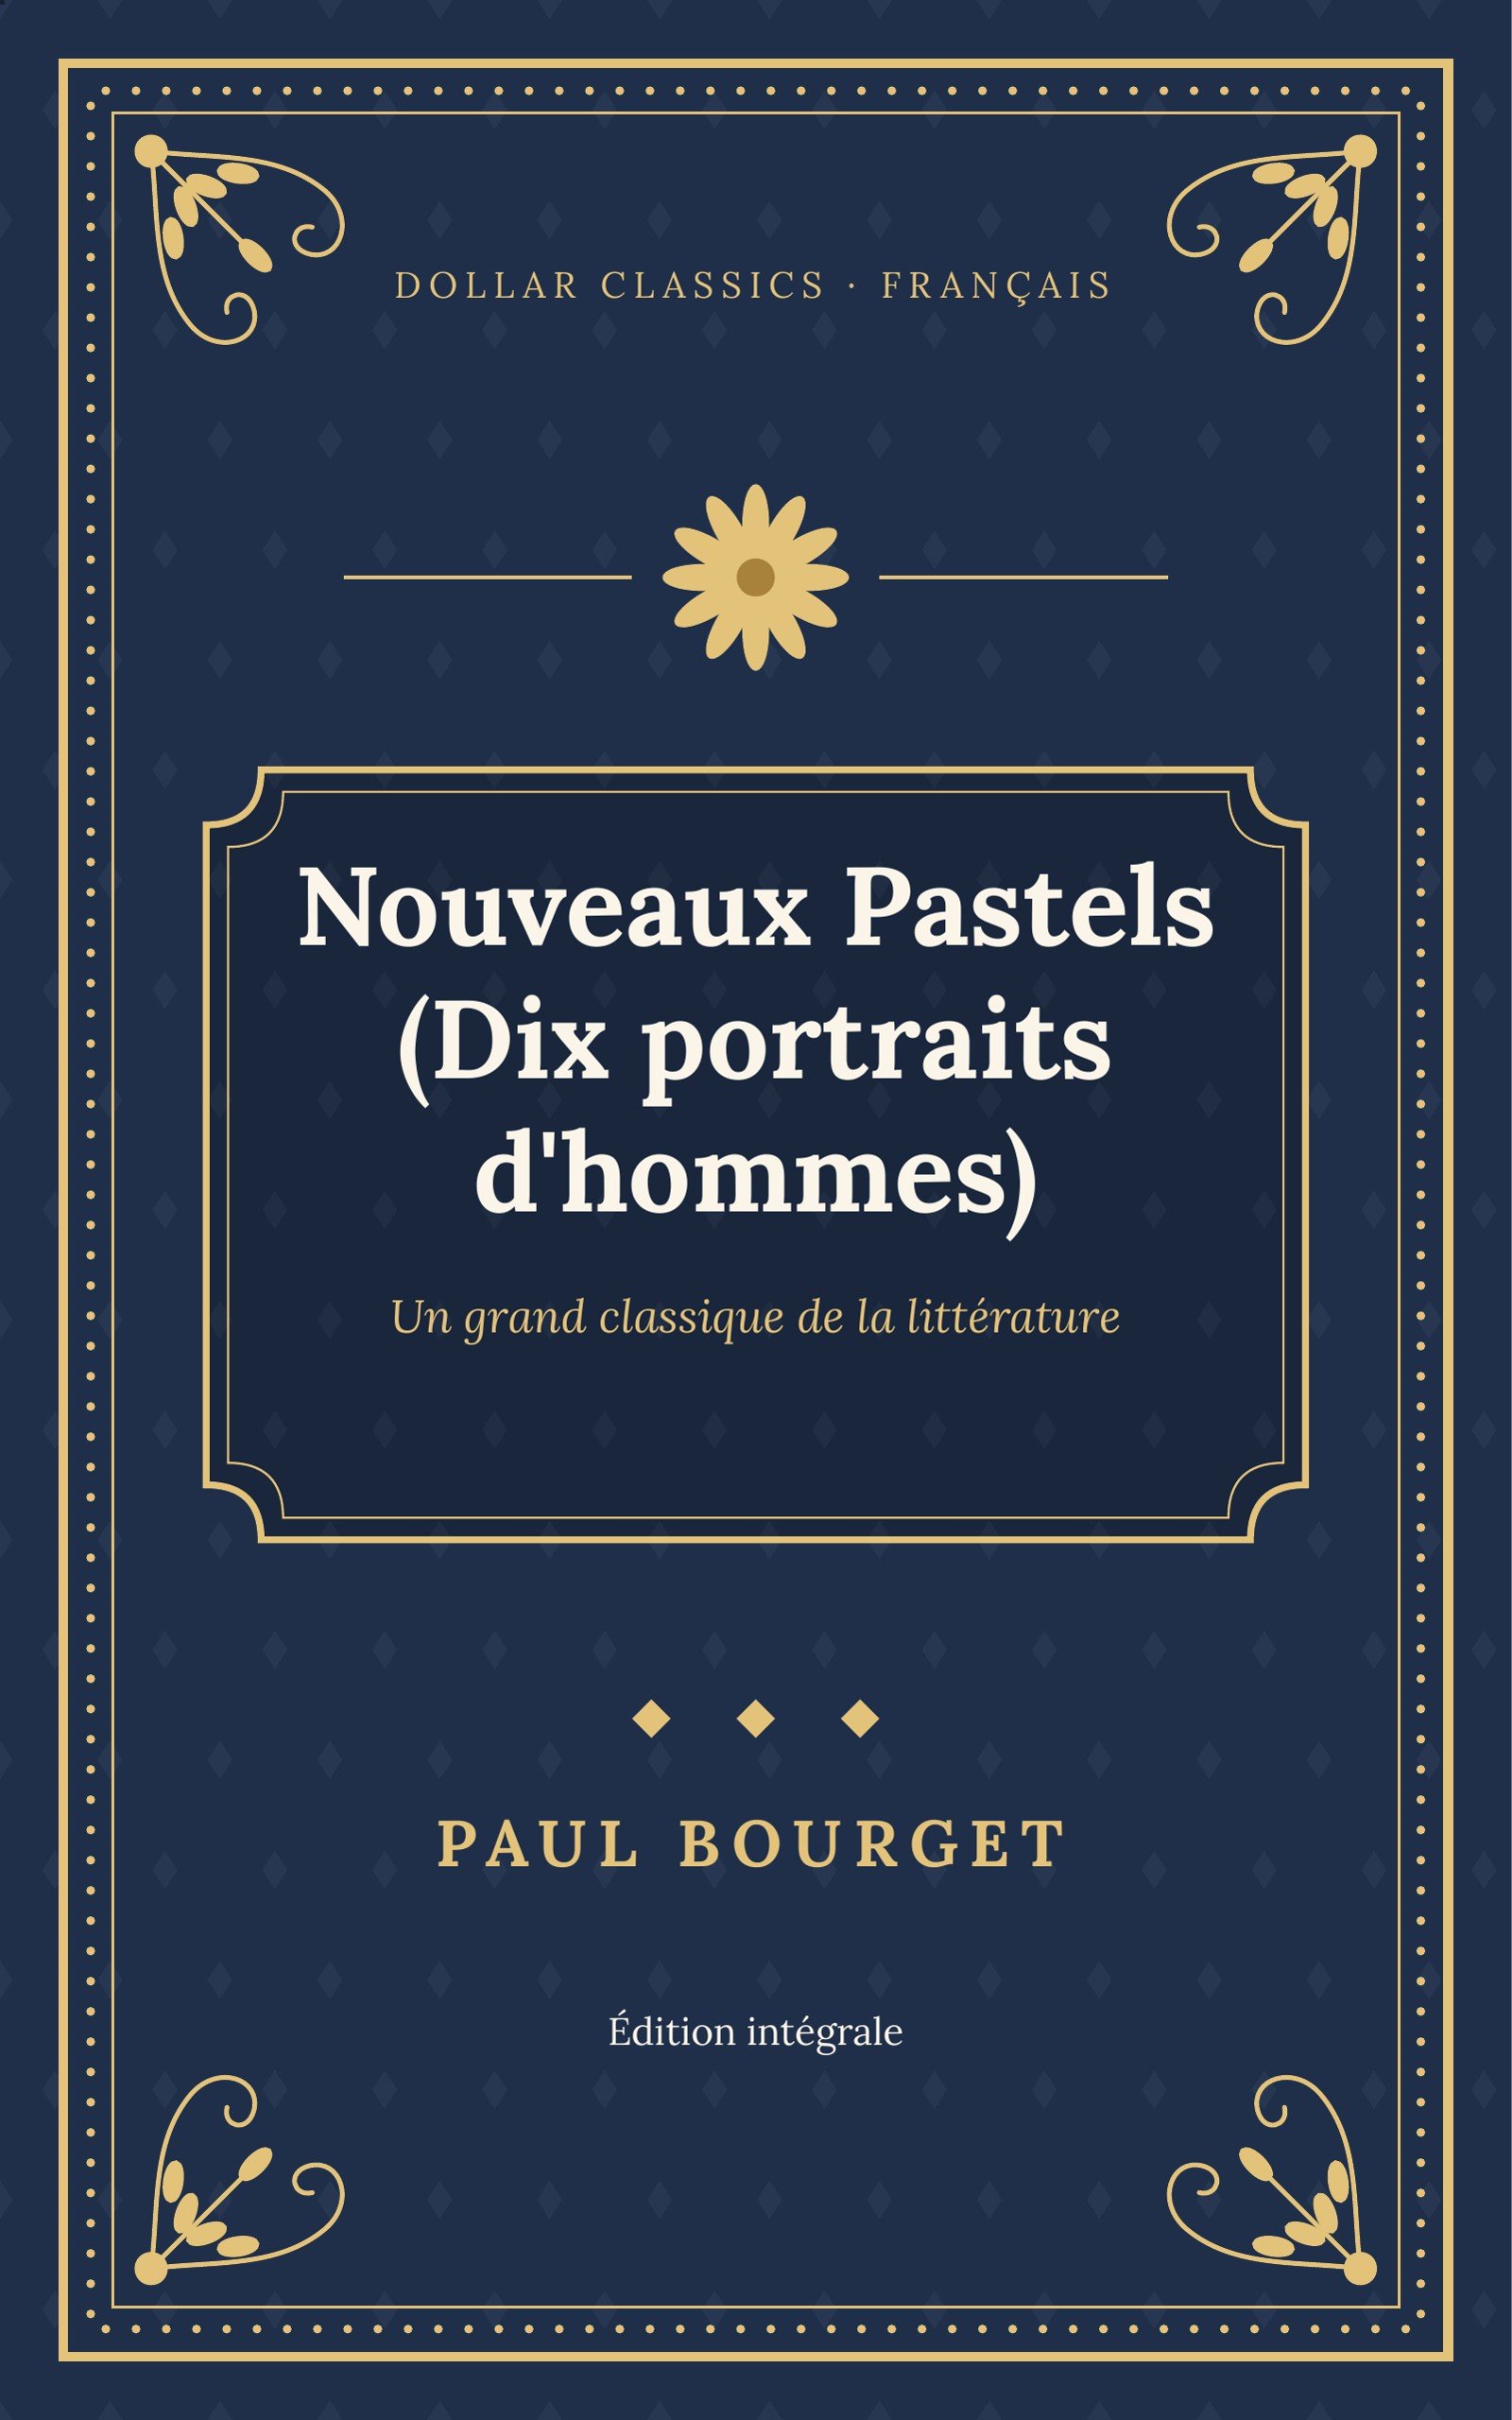 DOLLAR CLASSICS · FRANÇAIS
Nouveaux Pastels
(Dix portraits
d'hommes)
Un grand classique de la littérature
PAUL BOURGET
Édition intégrale